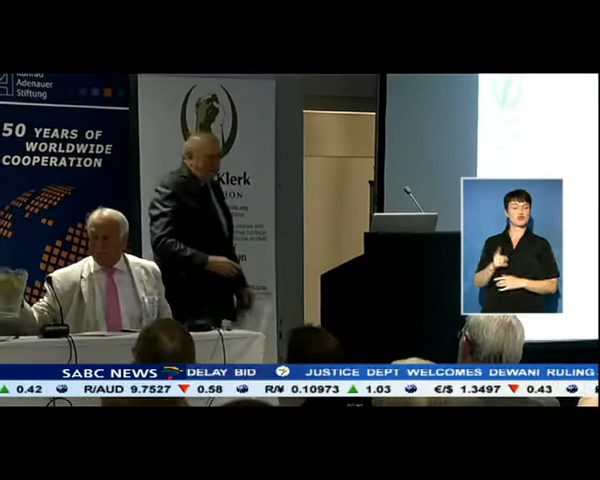 Konrad
Adenauer
Stiftung
50 YEARS OF
WORLDWIDE
COOPERATION
Klerk
SABC NEWS DELAY BID JUSTICE DEPT WELCOMES DEWANI RULING
0.42 R/AUD 9.7527 0.58 R/¥ 0.10973 1.03 €/$ 1.3497 0.43